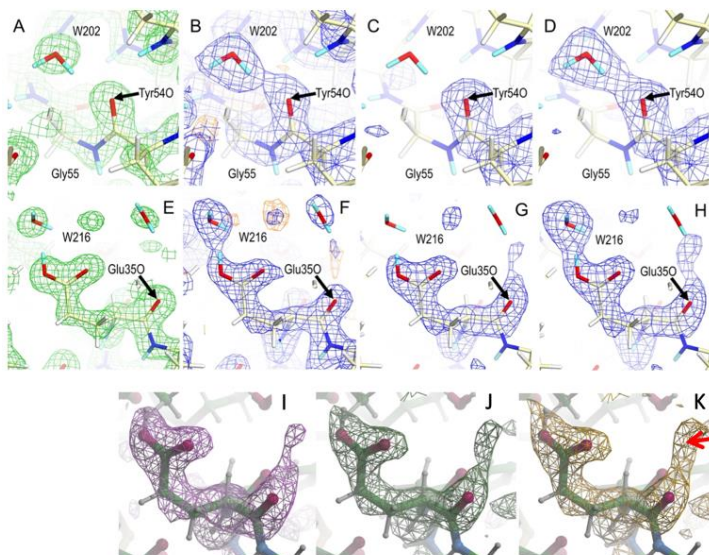 A W202 B W202 C W202 D W202
Tyr54O Tyr54O Tyr54O Tyr54O
Gly55 Gly55 Gly55 Gly55
E F G H
W216 W216 W216 W216
Glu35O Glu35O Glu35O Glu35O
I J K